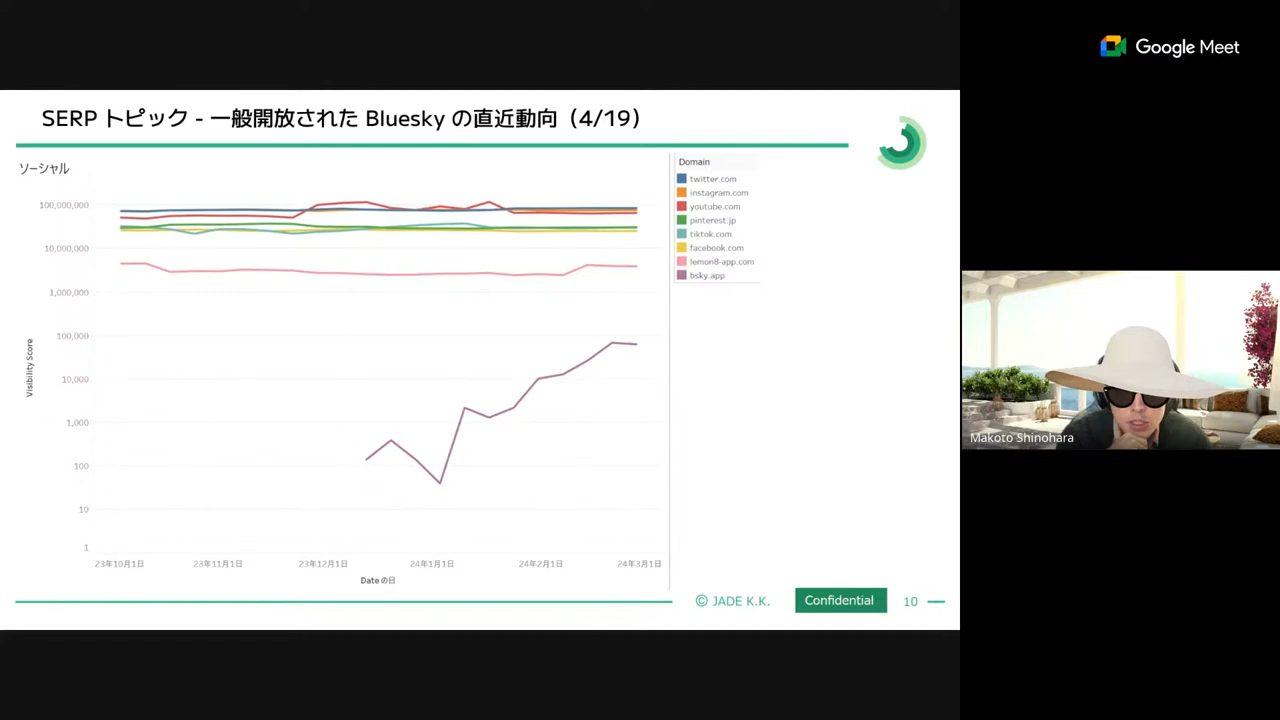 Google Meet
SERP トピック - 一般開放された Bluesky の直近動向（4/19）
ソーシャル
Domain
twitter.com
instagram.com
youtube.com
pinterest.jp
tiktok.com
facebook.com
lemon8-app.com
bsky.app
100,000,000
10,000,000
1,000,000
100,000
10,000
1,000
100
10
1
Visibility Score
23年10月1日
23年11月1日
23年12月1日
24年1月1日
24年2月1日
24年3月1日
Date の日
© JADE K.K.
Confidential
10
Makoto Shinohara